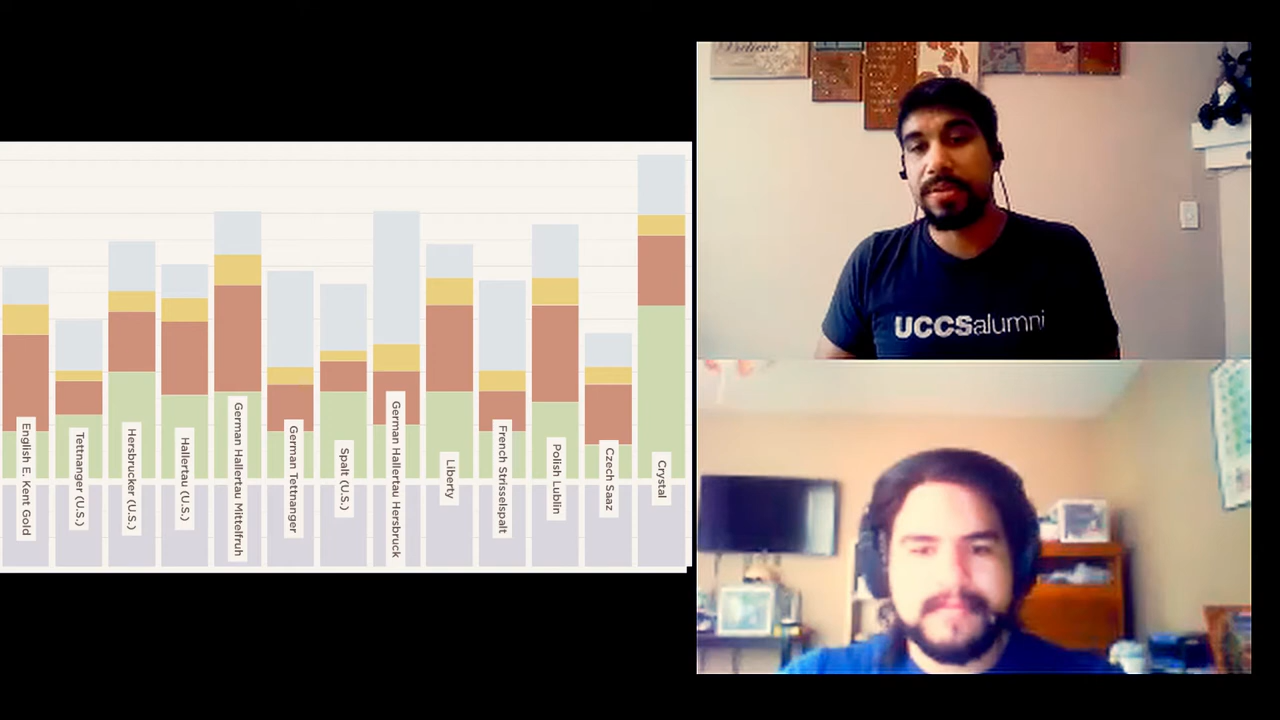 English E. Kent Gold
Tettnanger (U.S.)
Hersbrucker (U.S.)
Hallertau (U.S.)
German Hallertau Mittelfruh
German Tettnanger
Spalt (U.S.)
German Hallertau Hersbruck
Liberty
French Strisselspalt
Polish Lublin
Czech Saaz
Crystal
UCCSalumni